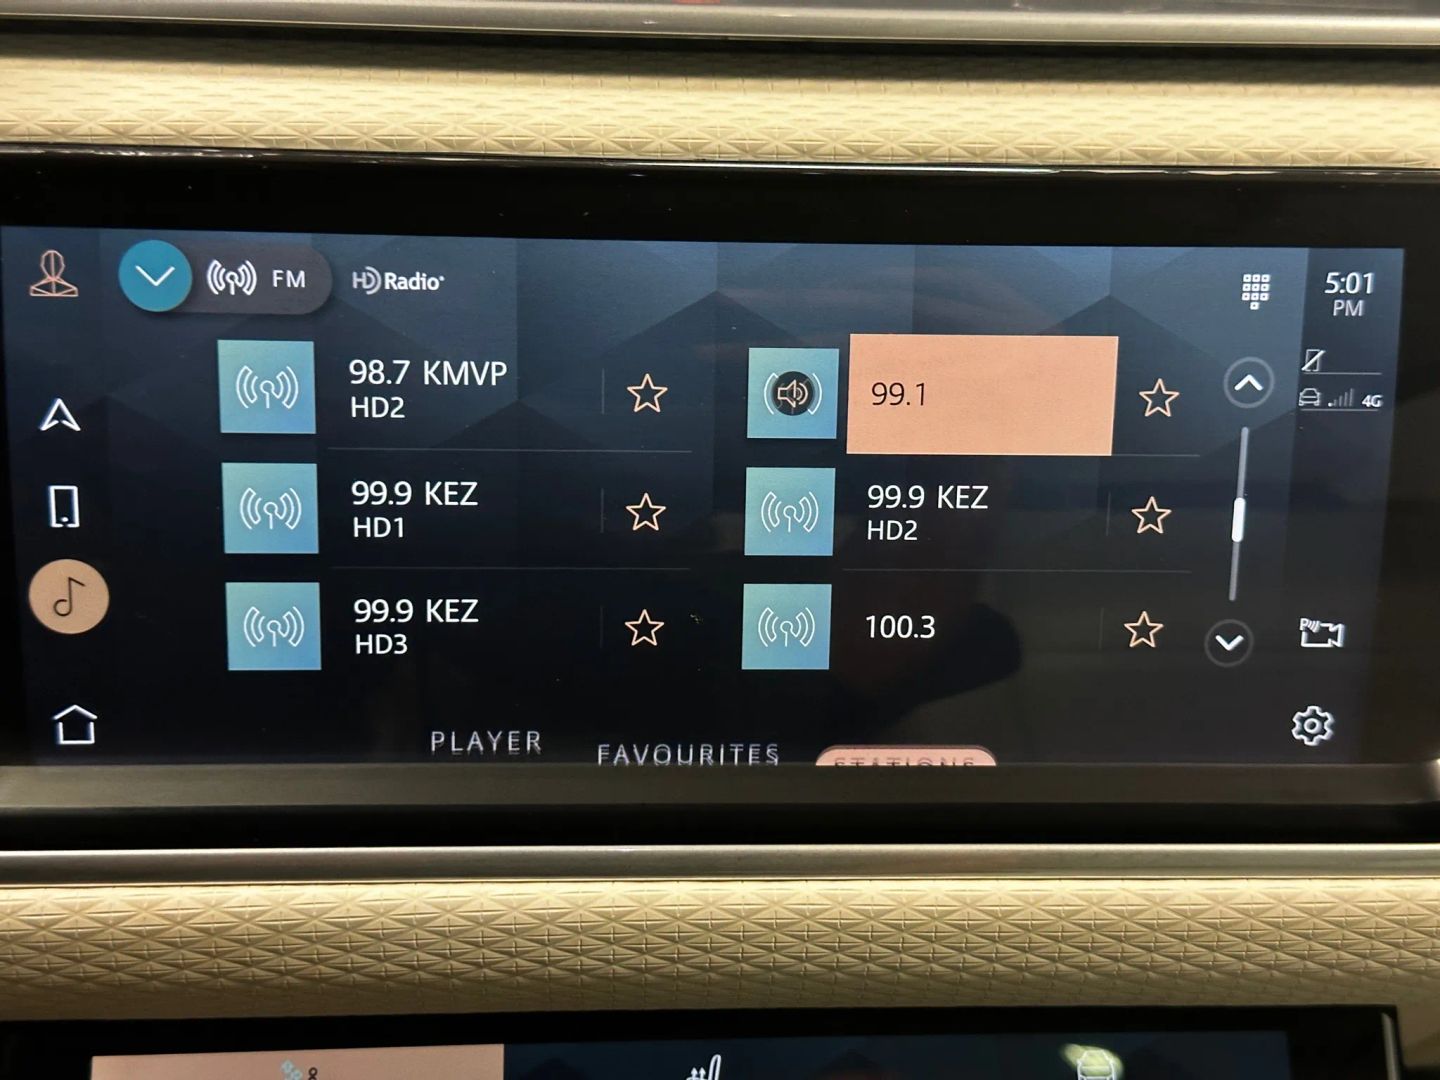 FM
HD Radio
5:01
PM
98.7 KMVP
HD2
99.1
4G
99.9 KEZ
HD1
99.9 KEZ
HD2
99.9 KEZ
HD3
100.3
PLAYER
FAVOURITES
STATIONS